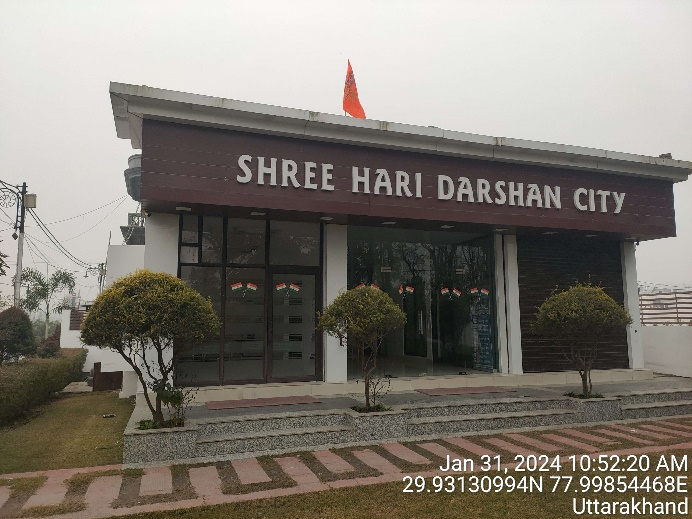 SHREE HARI DARSHAN CITY
Jan 31, 2024 10:52:20 AM
29.93130994N 77.99854468E
Uttarakhand